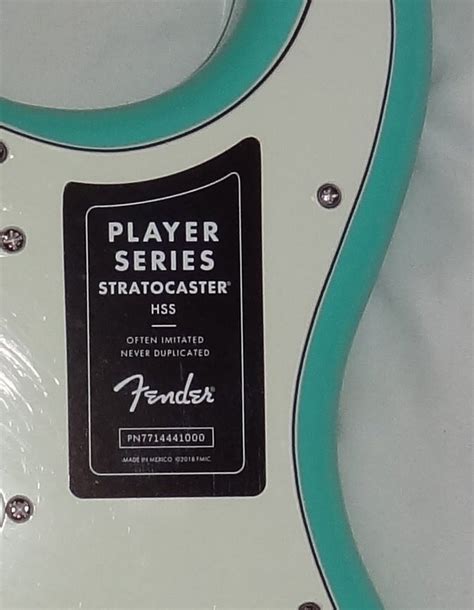 PLAYER
SERIES
STRATOCASTER®
HSS
OFTEN IMITATED
NEVER DUPLICATED
Fender
PN7714441000
MADE IN MEXICO ©2018 FMIC